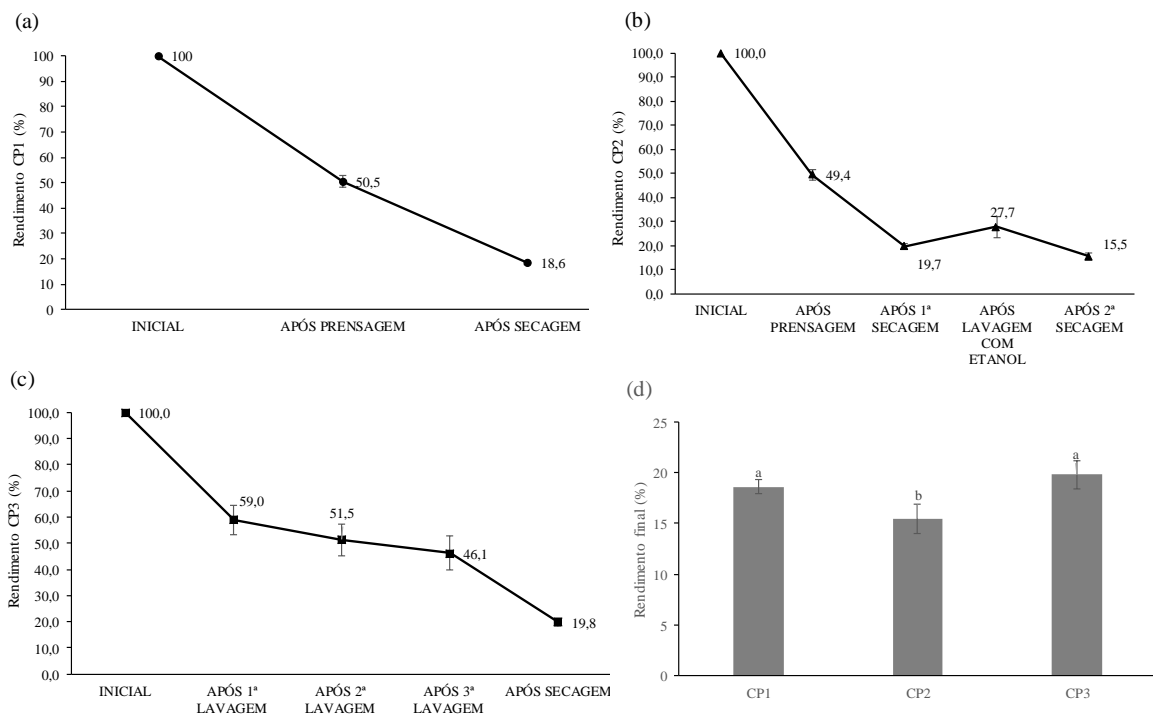 (a)
Rendimento CP1 (%)
100
90
80
70
60
50
40
30
20
10
0
100
50,5
18,6
INICIAL
APÓS PRENSAGEM
APÓS SECAGEM
(b)
Rendimento CP2 (%)
100,0
90,0
80,0
70,0
60,0
50,0
40,0
30,0
20,0
10,0
0,0
100,0
49,4
19,7
27,7
15,5
INICIAL
APÓS
PRENSAGEM
APÓS 1ª
SECAGEM
APÓS
LAVAGEM
COM
ETANOL
APÓS 2ª
SECAGEM
(c)
Rendimento CP3 (%)
100,0
90,0
80,0
70,0
60,0
50,0
40,0
30,0
20,0
10,0
0,0
100,0
59,0
51,5
46,1
19,8
INICIAL
APÓS 1ª
LAVAGEM
APÓS 2ª
LAVAGEM
APÓS 3ª
LAVAGEM
APÓS SECAGEM
(d)
Rendimento final (%)
25
20
15
10
5
0
a
b
a
CP1
CP2
CP3